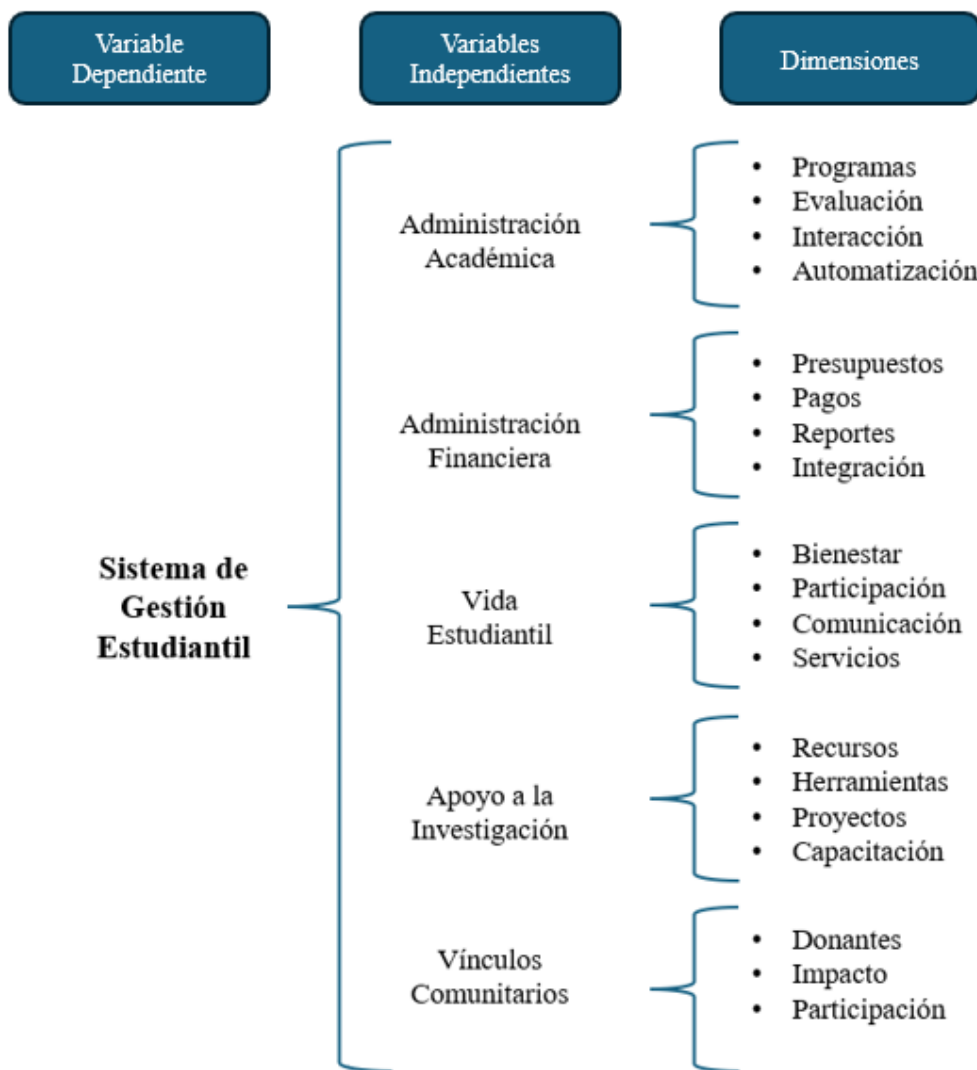 Variable
Dependiente
Variables
Independientes
Dimensiones
Sistema de
Gestión
Estudiantil
Administración
Académica
• Programas
• Evaluación
• Interacción
• Automatización
Administración
Financiera
• Presupuestos
• Pagos
• Reportes
• Integración
Vida
Estudiantil
• Bienestar
• Participación
• Comunicación
• Servicios
Apoyo a la
Investigación
• Recursos
• Herramientas
• Proyectos
• Capacitación
Vínculos
Comunitarios
• Donantes
• Impacto
• Participación